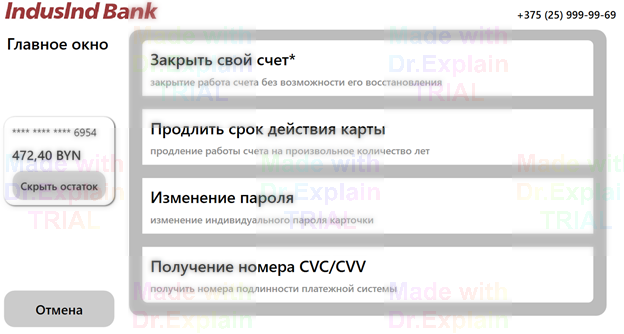 IndusInd Bank
+375 (25) 999-99-69
Главное окно
Закрыть свой счет*
закрытие работа счета без возможности его восстановления
**** **** **** 6954
472,40 BYN
Скрыть остаток
Продлить срок действия карты
продление работы счета на произвольное количество лет
Изменение пароля
изменение индивидуального пароля карточки
Получение номера CVC/CVV
получить номера подлинности платежной системы
Отмена
Made with
Dr.Explain
TRIAL
Made with
Dr.Explain
TRIAL
Made with
Dr.Explain
TRIAL
Made with
Dr.Explain
TRIAL
Made with
Dr.Explain
TRIAL
Made with
Dr.Explain
Made with
Dr.Explain